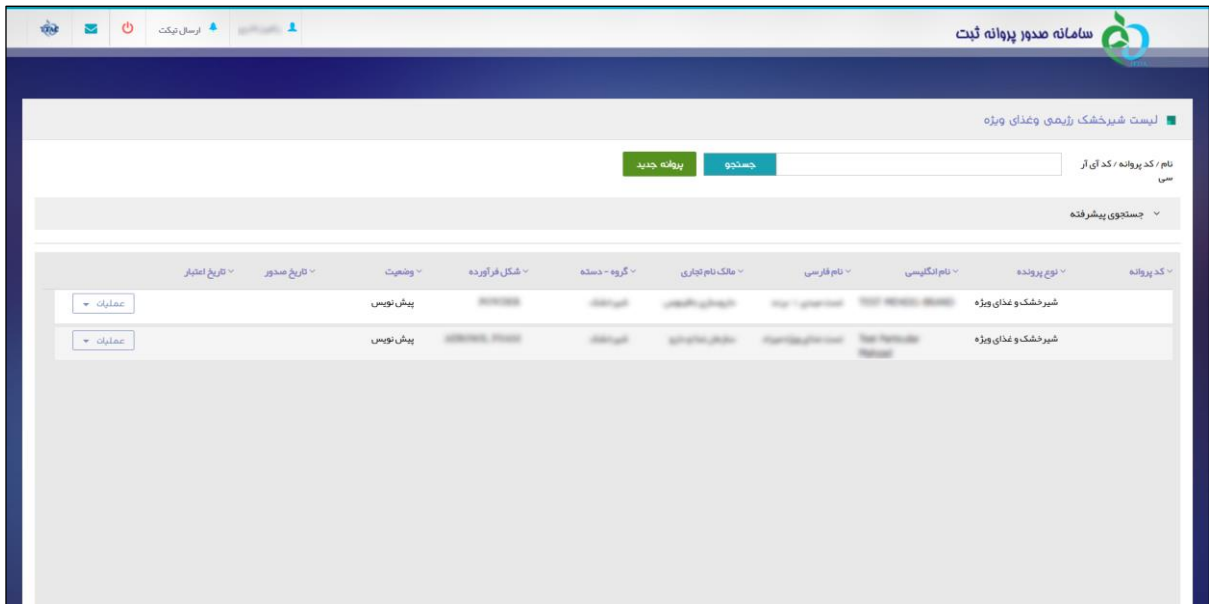 سامانه صدور پروانه ثبت
ارسال تیکت
TTAC
لیست شیرخشک رژیمی وغذای ویژه
نام / کد پروانه / کد آی آر
سی
جستجو
پروانه جدید
جستجوی پیشرفته
کد پروانه نوع پرونده نام انگلیسی نام فارسی مالک نام تجاری گروه - دسته شکل فرآورده وضعیت تاریخ صدور تاریخ اعتبار
شیرخشک و غذای ویژه پیش نویس عملیات
شیرخشک و غذای ویژه پیش نویس عملیات